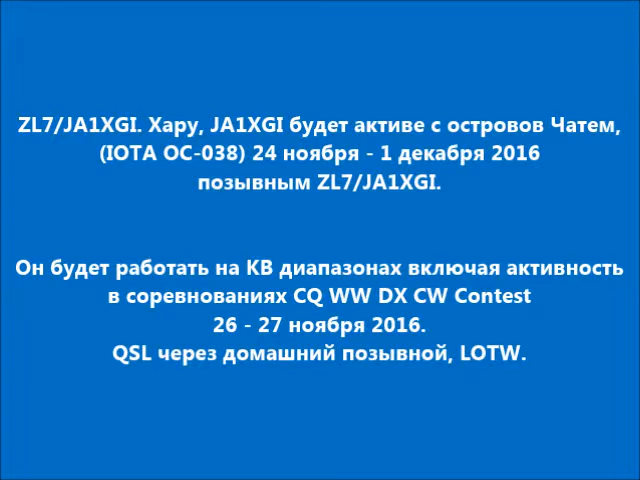 ZL7/JA1XGI. Хару, JA1XGI будет активе с островов Чатем,
(IOTA OC-038) 24 ноября - 1 декабря 2016
позывным ZL7/JA1XGI.
Он будет работать на КВ диапазонах включая активность
в соревнованиях CQ WW DX CW Contest
26 - 27 ноября 2016.
QSL через домашний позывной, LOTW.